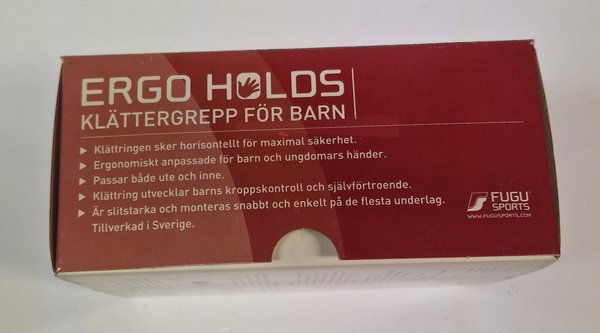 ERGO HOLDS
KLÄTTERGREPP FÖR BARN
Klättringen sker horisontellt för maximal säkerhet.
Ergonomiskt anpassade för barn och ungdomars händer.
Passar både ute och inne.
Klättring utvecklar barns kroppskontroll och självförtroende.
Är slitstarka och monteras snabbt och enkelt på de flesta underlag.
Tillverkad i Sverige.
FUGU
SPORTS
WWW.FUGUSPORTS.COM